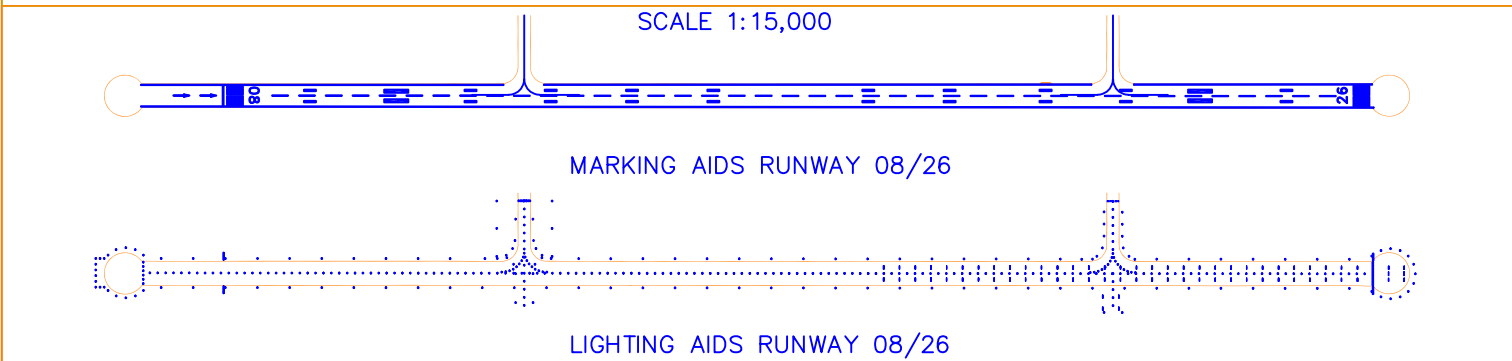 SCALE 1:15,000
08
26
MARKING AIDS RUNWAY 08/26
LIGHTING AIDS RUNWAY 08/26